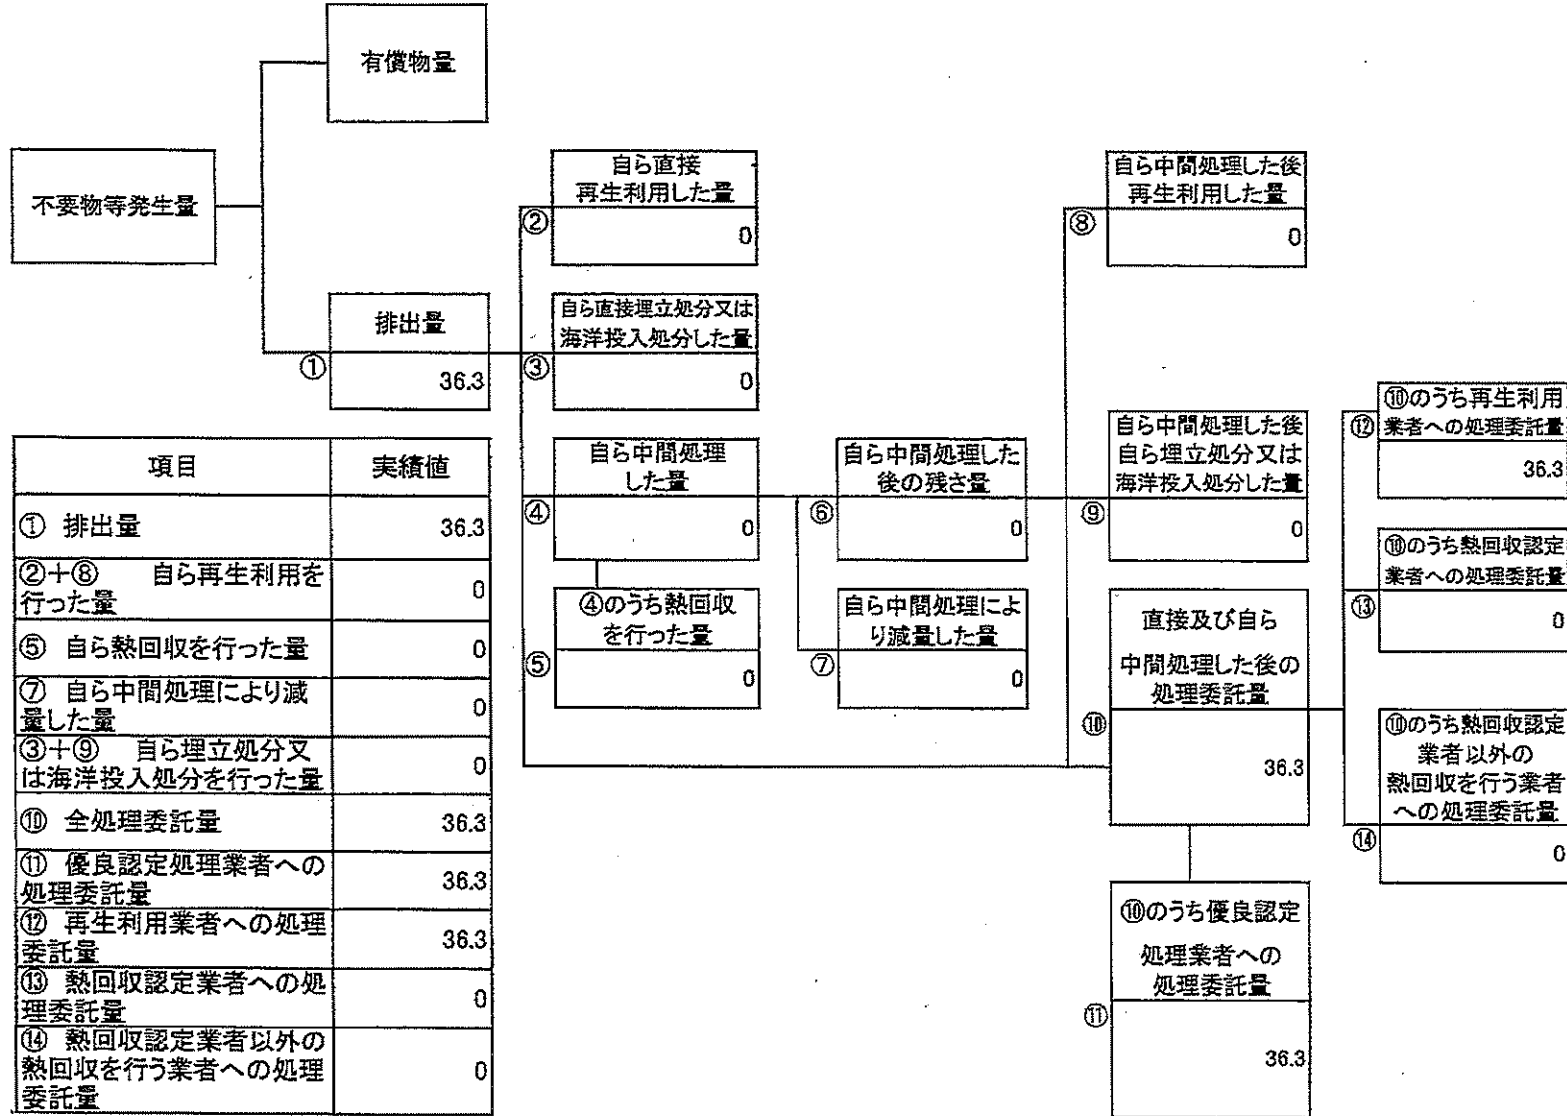 有償物量
不要物等発生量
排出量
①
36.3
自ら直接
再生利用した量
②
0
自ら直接埋立処分又は
海洋投入処分した量
③
0
自ら中間処理
した量
④
0
④のうち熱回収
を行った量
⑤
0
自ら中間処理した
後の残さ量
⑥
0
自ら中間処理によ
り減量した量
⑦
0
自ら中間処理した後
再生利用した量
⑧
0
自ら中間処理した後
自ら埋立処分又は
海洋投入処分した量
⑨
0
直接及び自ら
中間処理した後の
処理委託量
⑩
36.3
⑩のうち優良認定
処理業者への
処理委託量
⑪
36.3
⑩のうち再生利用
業者への処理委託量
⑫
36.3
⑩のうち熱回収認定
業者への処理委託量
⑬
0
⑩のうち熱回収認定
業者以外の
熱回収を行う業者
への処理委託量
⑭
0
項目 実績値
① 排出量 36.3
②+⑧ 自ら再生利用を
行った量 0
⑤ 自ら熱回収を行った量 0
⑦ 自ら中間処理により減
量した量 0
③+⑨ 自ら埋立処分又
は海洋投入処分を行った量 0
⑩ 全処理委託量 36.3
⑪ 優良認定処理業者への
処理委託量 36.3
⑫ 再生利用業者への処理
委託量 36.3
⑬ 熱回収認定業者への処
理委託量 0
⑭ 熱回収認定業者以外の
熱回収を行う業者への処理
委託量 0